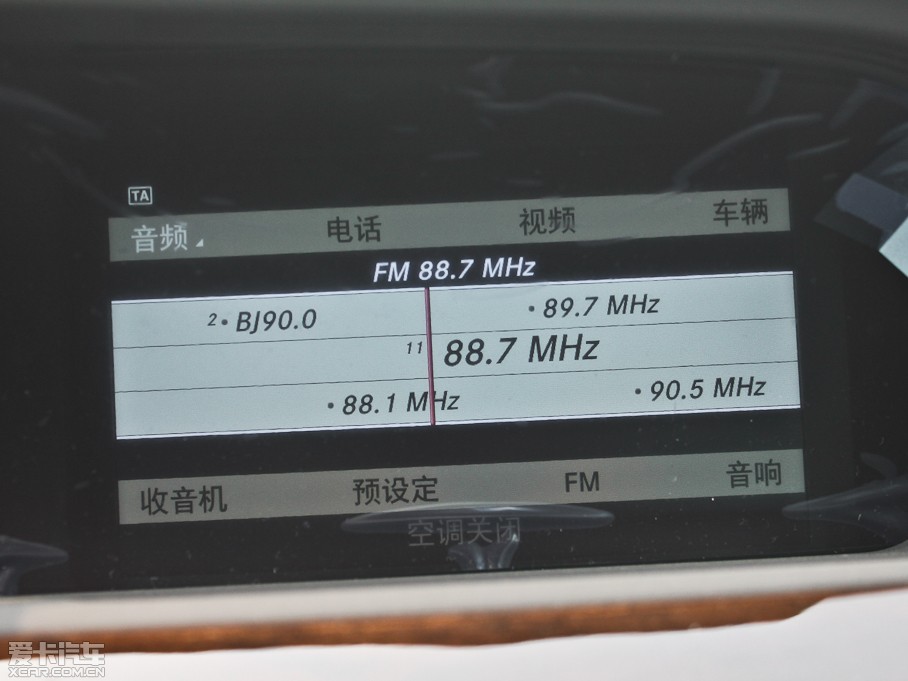 TA
音频 电话 视频 车辆
FM 88.7 MHz
2 • BJ90.0 • 89.7 MHz
11 88.7 MHz
• 88.1 MHz • 90.5 MHz
收音机 预设定 FM 音响
空调关闭
爱卡汽车
XCAR.COM.CN